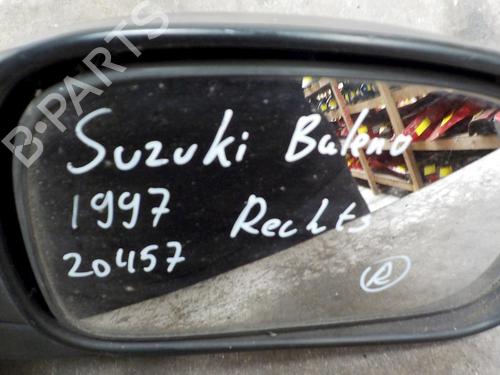 B-PARTS
Suzuki Baleno
1997 Rechts
20457
R